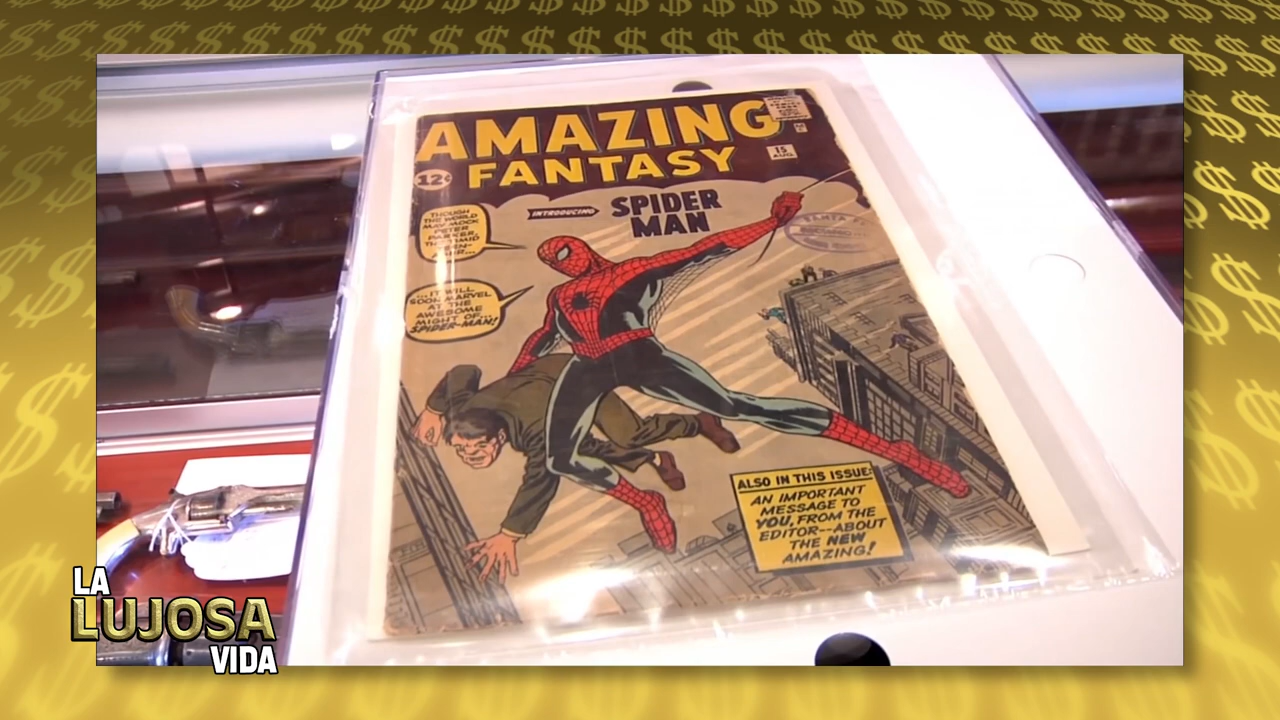 AMAZING
FANTASY
12¢
15
AUG.
INTRODUCING
SPIDER
MAN
THOUGH
THE WORLD
MAY MOCK
PETER
PARKER,
THE TIMID
TEEN-
AGER...
...IT WILL
SOON MARVEL
AT THE
AWESOME
MIGHT OF...
SPIDER-MAN!
ALSO IN THIS ISSUE:
AN IMPORTANT
MESSAGE TO
YOU, FROM THE
EDITOR--ABOUT
THE NEW
AMAZING!
LA
LUJOSA
VIDA